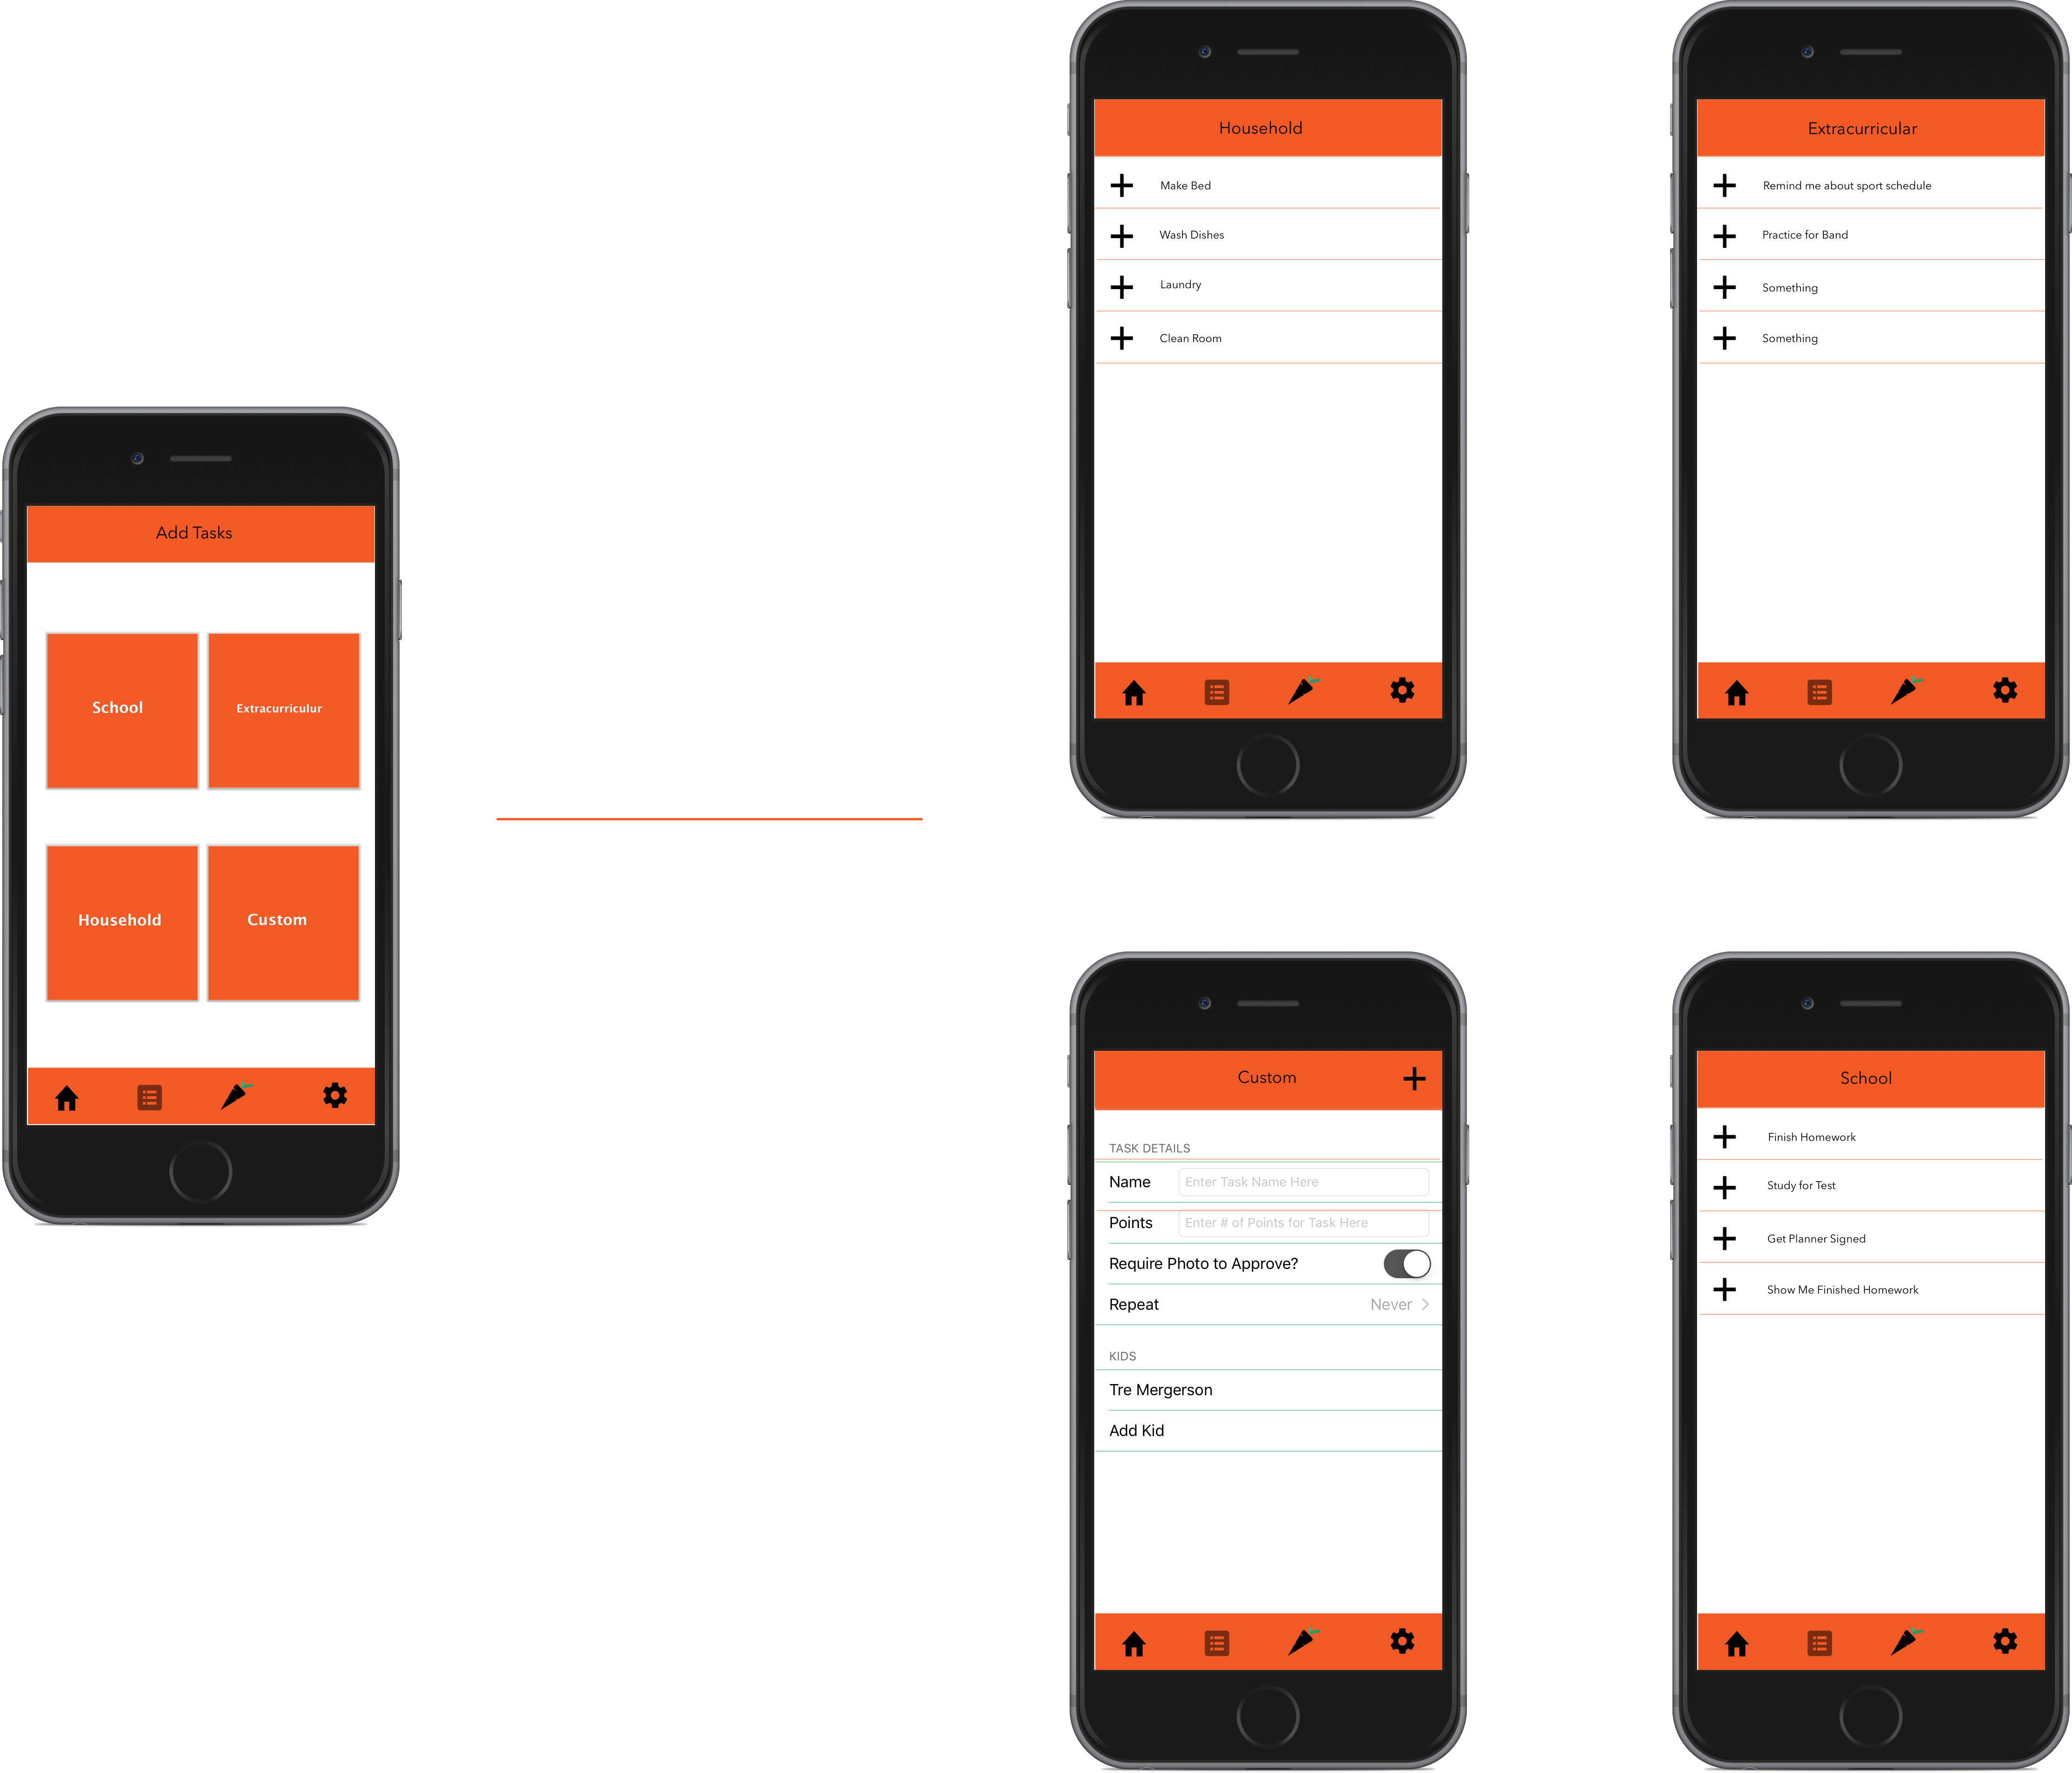 Add Tasks
School
Extracurriculur
Household
Custom
Household
Make Bed
Wash Dishes
Laundry
Clean Room
Extracurricular
Remind me about sport schedule
Practice for Band
Something
Something
Custom
TASK DETAILS
Name Enter Task Name Here
Points Enter # of Points for Task Here
Require Photo to Approve?
Repeat Never
KIDS
Tre Mergerson
Add Kid
School
Finish Homework
Study for Test
Get Planner Signed
Show Me Finished Homework